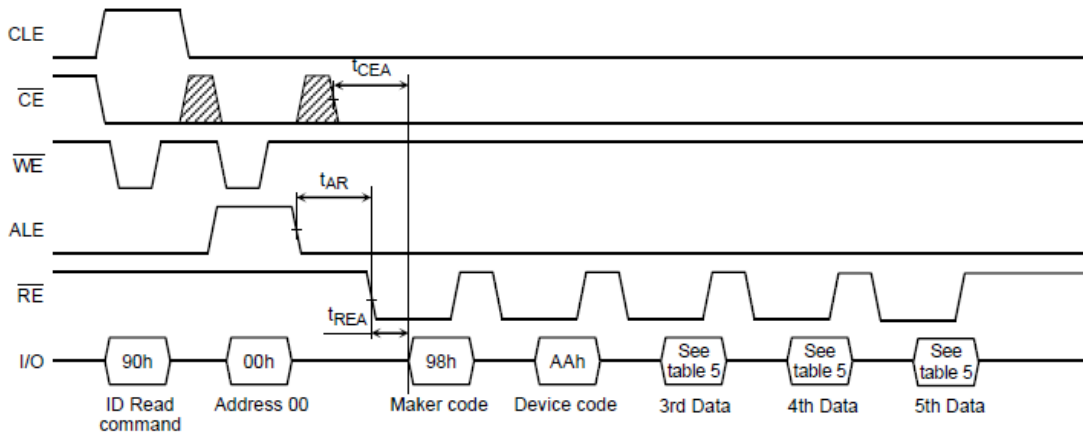 CLE
tCEA
CE
WE
tAR
ALE
RE
tREA
I/O
90h
00h
98h
AAh
See
table 5
See
table 5
See
table 5
ID Read
command
Address 00
Maker code
Device code
3rd Data
4th Data
5th Data